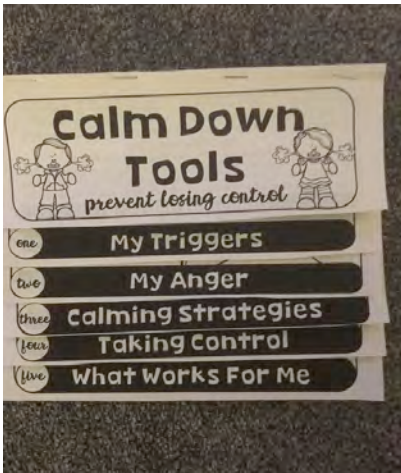 Calm Down
Tools
prevent losing control
one My Triggers
two My Anger
three Calming Strategies
four Taking Control
five What Works For Me